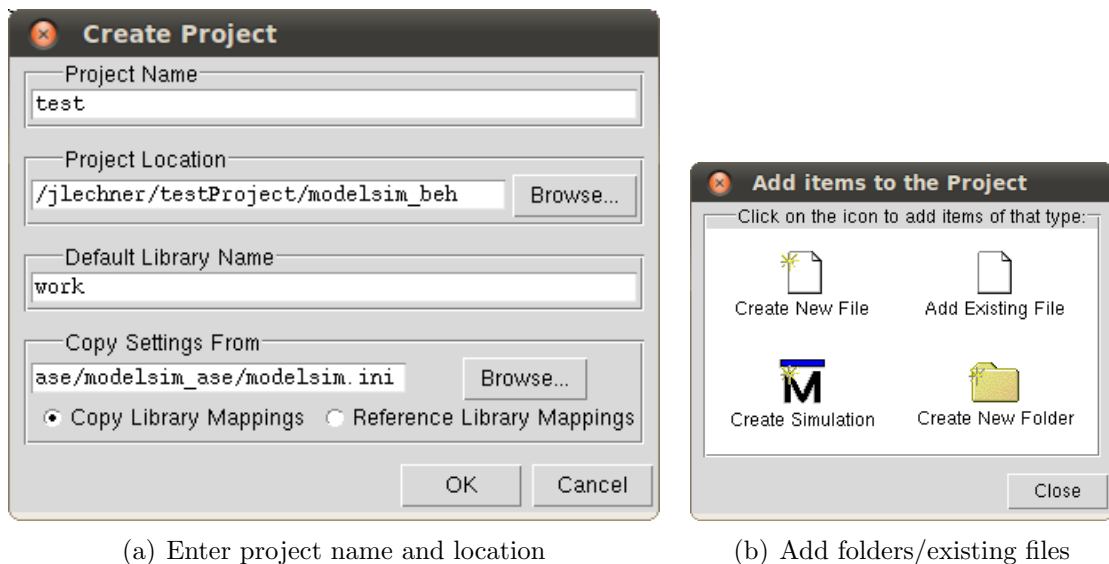 Create Project
Project Name
test
Project Location
/jlechner/testProject/modelsim_beh
Browse...
Default Library Name
work
Copy Settings From
ase/modelsim_ase/modelsim.ini
Browse...
Copy Library Mappings
Reference Library Mappings
OK
Cancel
(a) Enter project name and location
Add items to the Project
Click on the icon to add items of that type:
Create New File
Add Existing File
M
Create Simulation
Create New Folder
Close
(b) Add folders/existing files